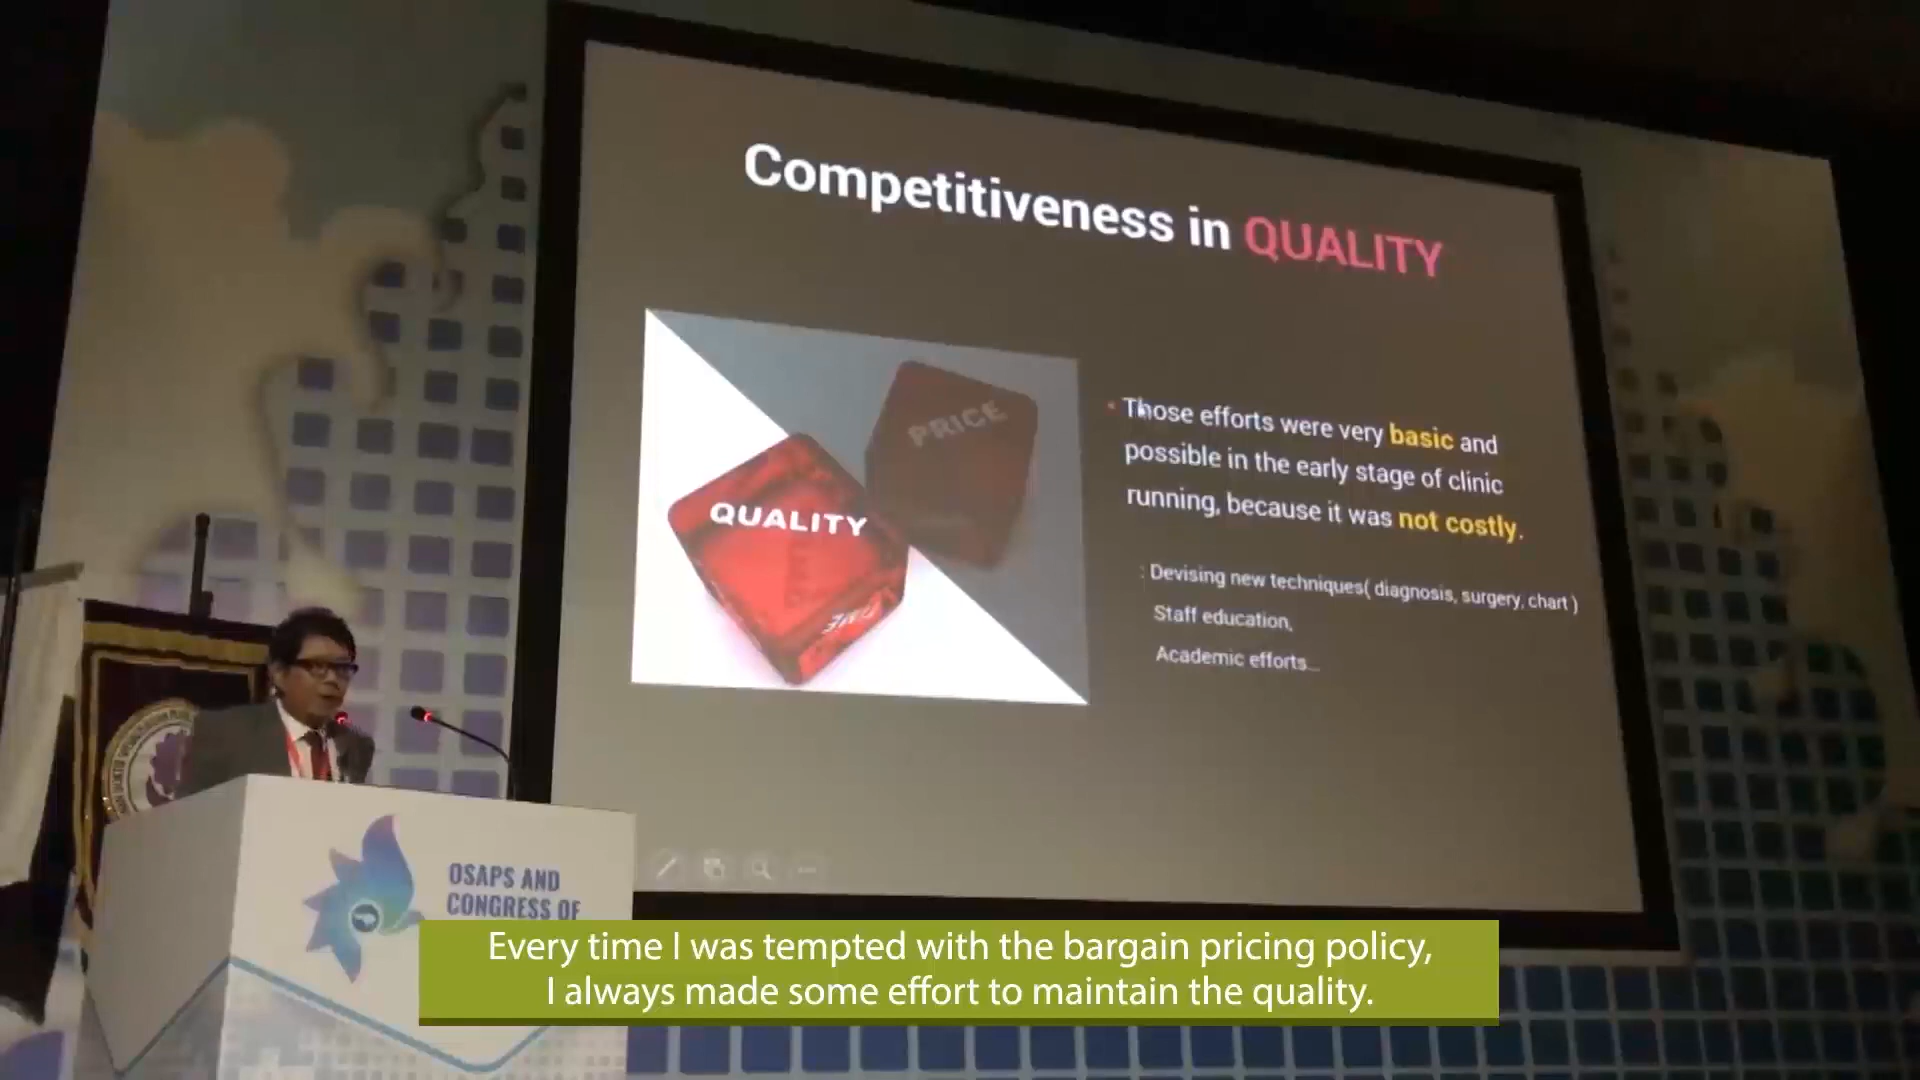 Competitiveness in QUALITY
PRICE
QUALITY
• Those efforts were very basic and
possible in the early stage of clinic
running, because it was not costly.
: Devising new techniques( diagnosis, surgery, chart )
Staff education,
Academic efforts...
OSAPS AND
CONGRESS OF
Every time I was tempted with the bargain pricing policy,
I always made some effort to maintain the quality.